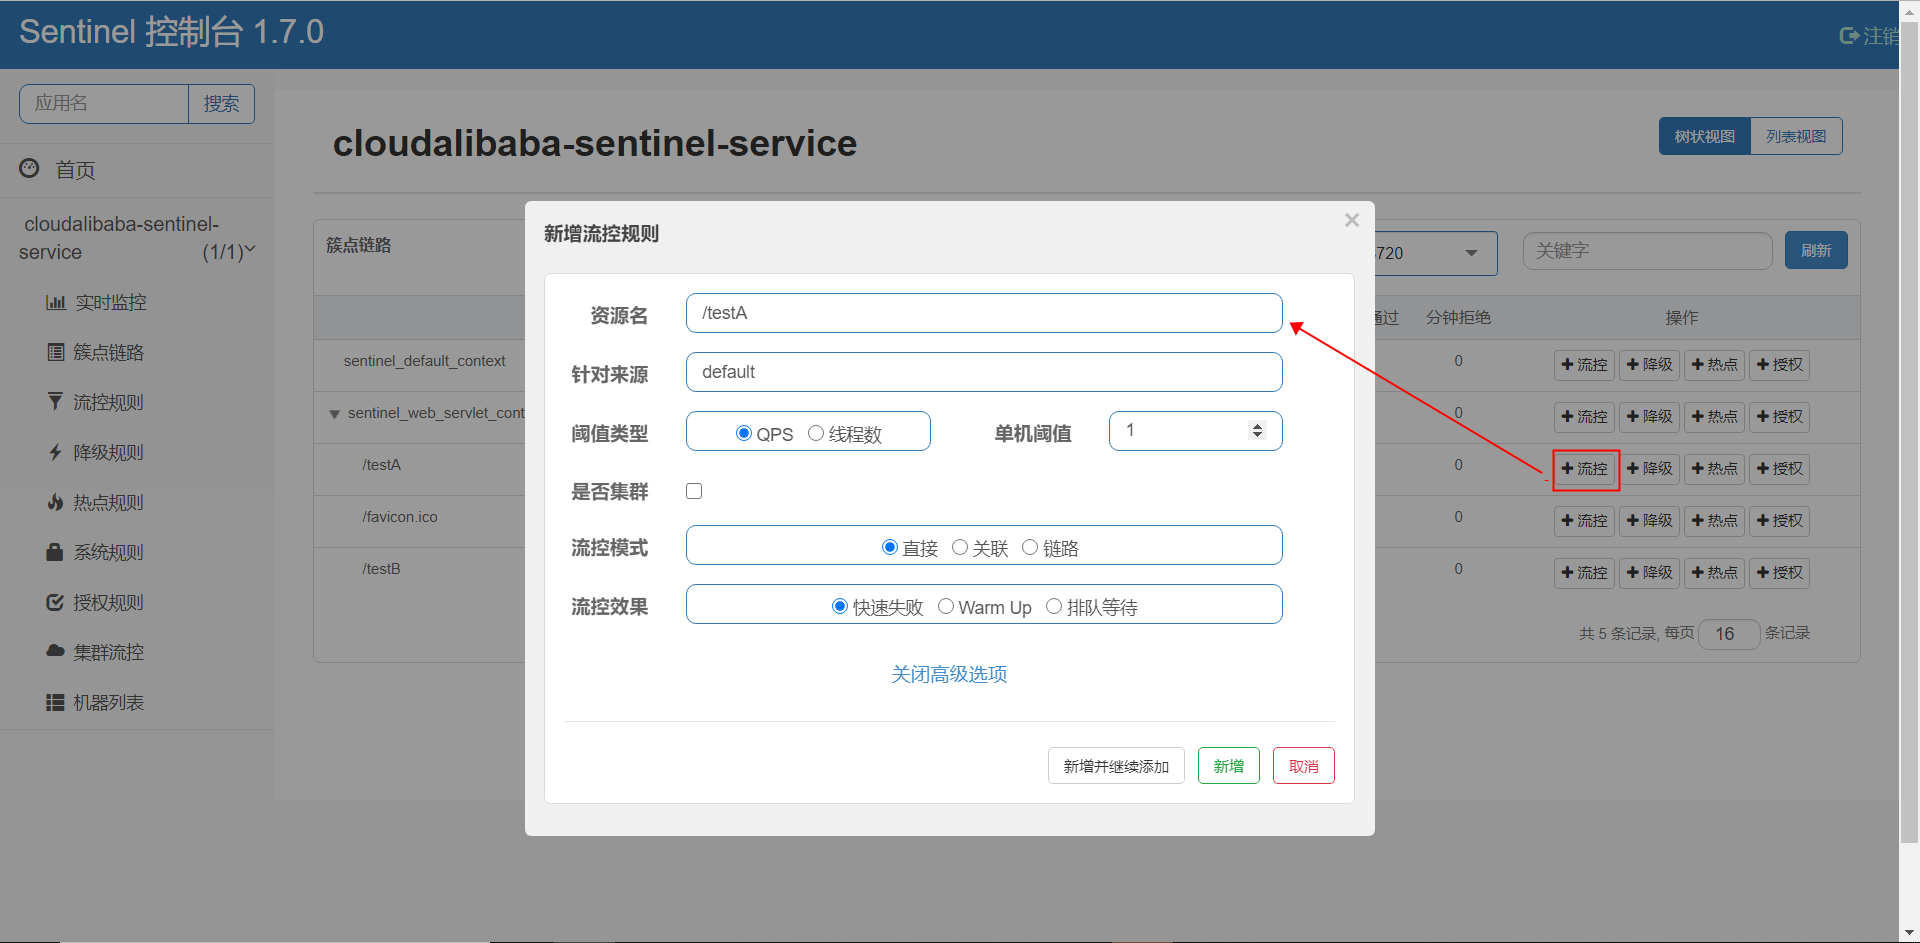 Sentinel 控制台 1.7.0
注销
应用名
搜索
首页
cloudalibaba-sentinel-
service
(1/1)
实时监控
簇点链路
流控规则
降级规则
热点规则
系统规则
授权规则
集群流控
机器列表
cloudalibaba-sentinel-service
树状视图
列表视图
簇点链路
720
关键字
刷新
通过
分钟拒绝
操作
sentinel_default_context
0
流控
降级
热点
授权
sentinel_web_servlet_cont
0
流控
降级
热点
授权
/testA
0
流控
降级
热点
授权
/favicon.ico
0
流控
降级
热点
授权
/testB
0
流控
降级
热点
授权
共 5 条记录, 每页
16
条记录
新增流控规则
×
资源名
/testA
针对来源
default
阈值类型
QPS
线程数
单机阈值
1
是否集群
流控模式
直接
关联
链路
流控效果
快速失败
Warm Up
排队等待
关闭高级选项
新增并继续添加
新增
取消